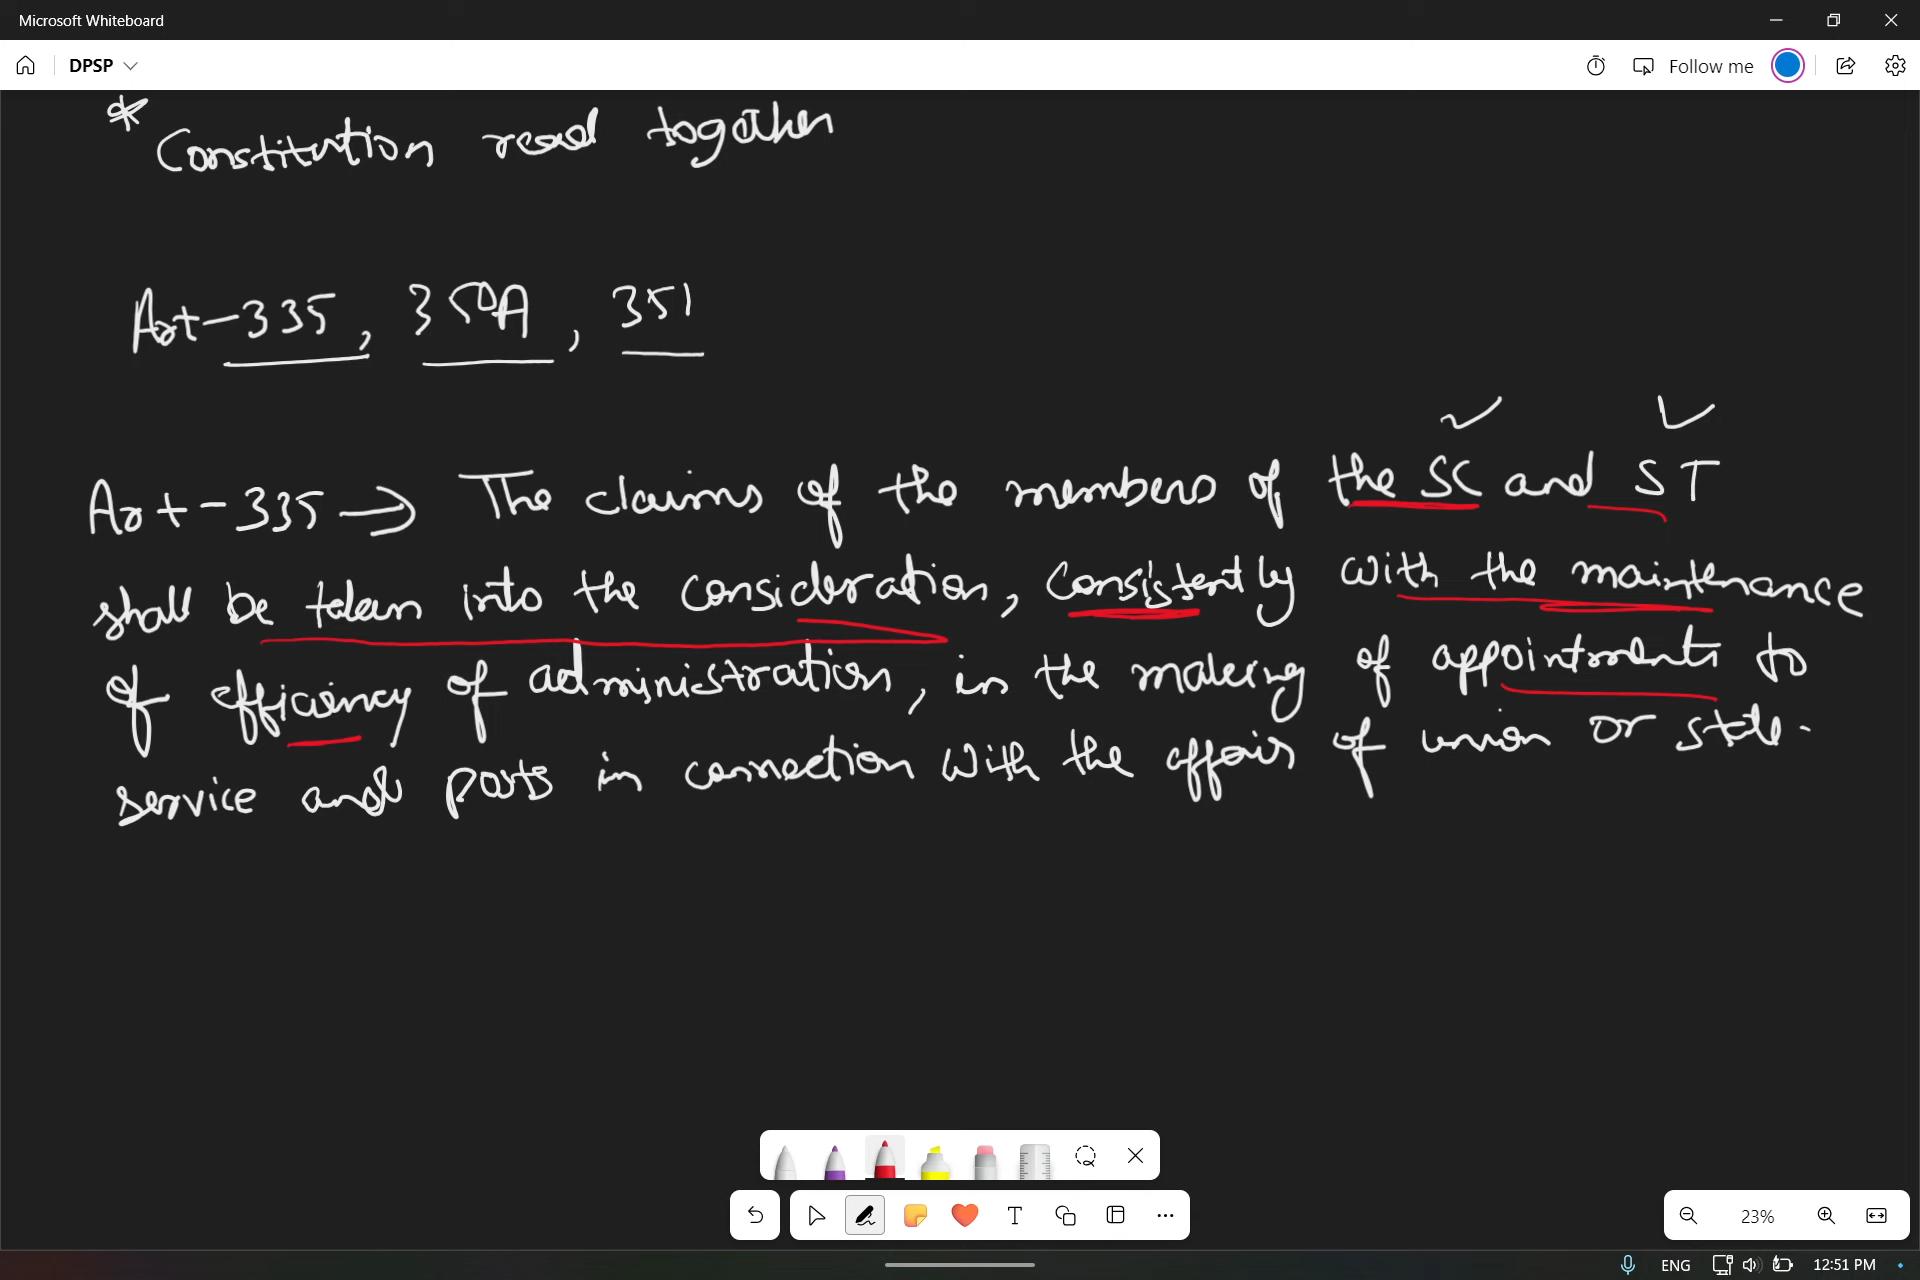 Microsoft Whiteboard
DPSP
Follow me
* Constitution read together
Art-335, 350A, 351
Art-335 → The claims of the members of the SC and ST
shall be taken into the consideration, consistently with the maintenance
of efficiency of administration, in the making of appointments to
service and posts in connection with the affairs of union or state.
23%
ENG
12:51 PM